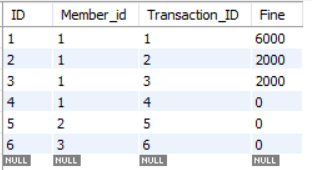 ID Member_id Transaction_ID Fine
1 1 1 6000
2 1 2 2000
3 1 3 2000
4 1 4 0
5 2 5 0
6 3 6 0
NULL NULL NULL NULL